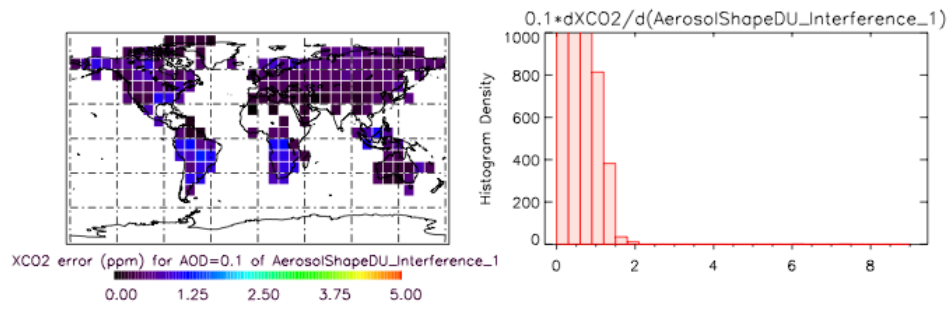 XCO2 error (ppm) for AOD=0.1 of AerosolShapeDU_Interference_1
0.00 1.25 2.50 3.75 5.00
0.1*dXCO2/d(AerosolShapeDU_Interference_1)
Histogram Density
1000
800
600
400
200
0
0 2 4 6 8